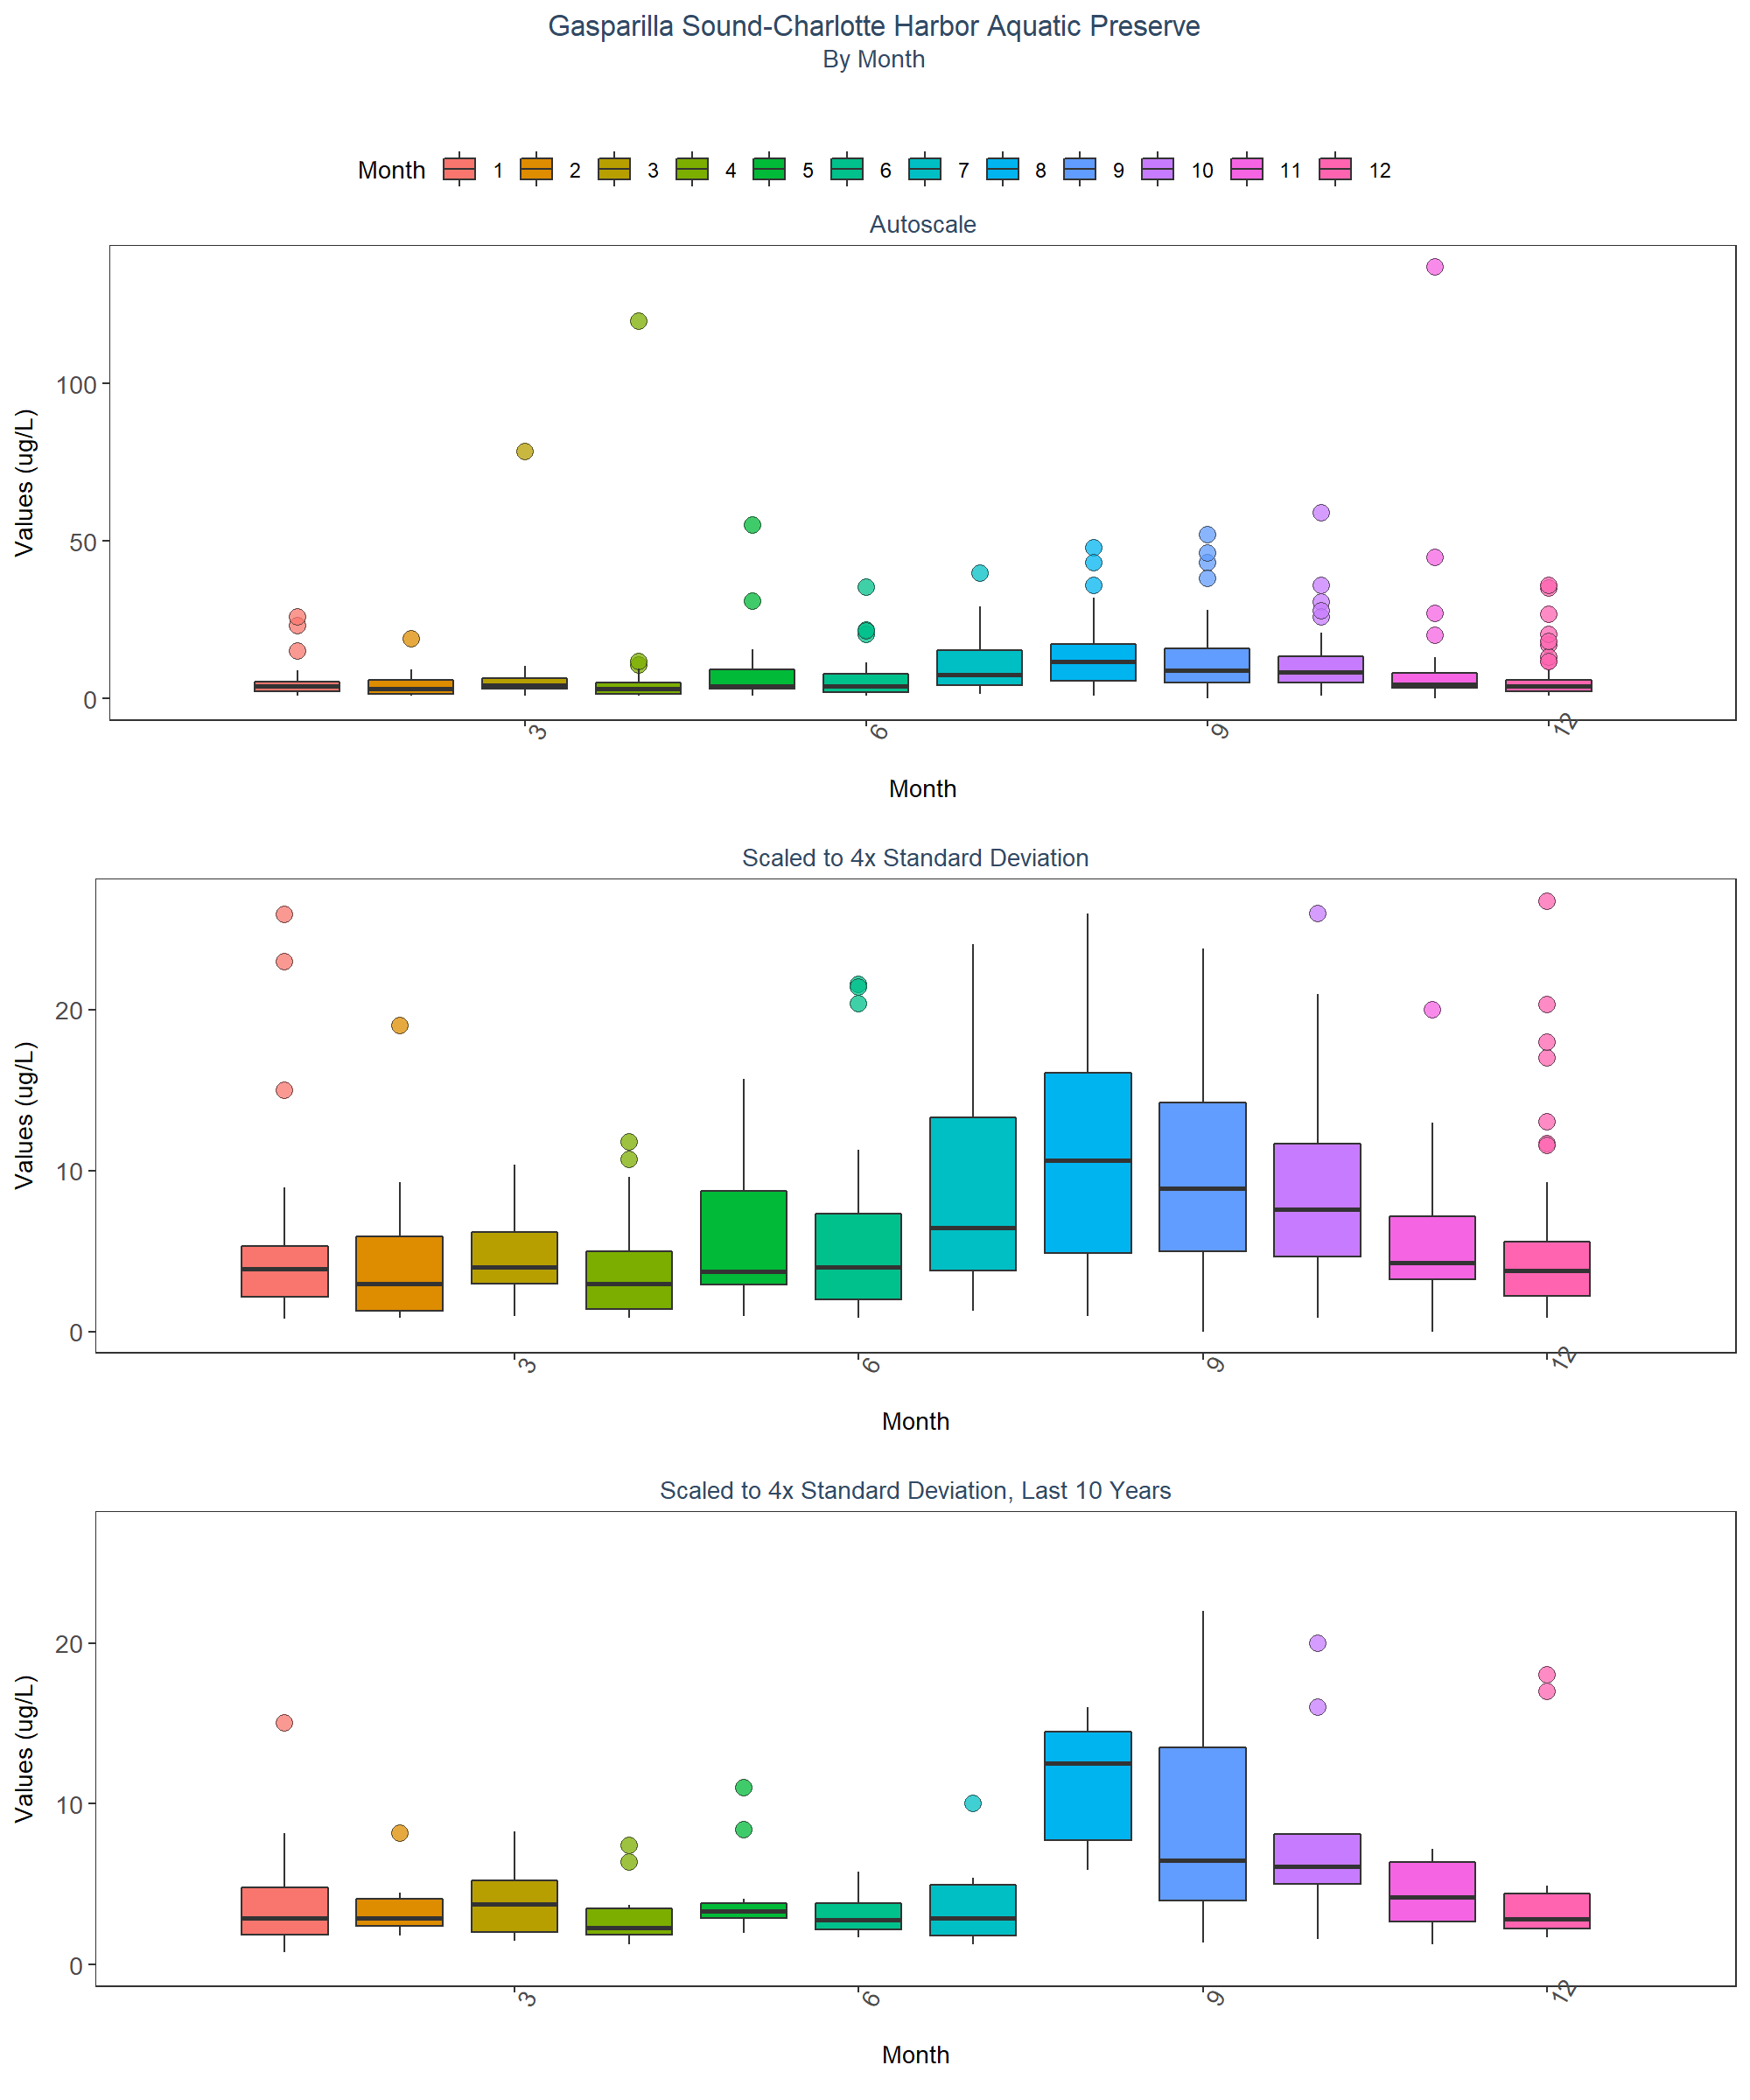 Gasparilla Sound-Charlotte Harbor Aquatic Preserve
By Month
Month 1 2 3 4 5 6 7 8 9 10 11 12
Autoscale
Values (ug/L)
100
50
0
3 6 9 12
Month
Scaled to 4x Standard Deviation
Values (ug/L)
20
10
0
3 6 9 12
Month
Scaled to 4x Standard Deviation, Last 10 Years
Values (ug/L)
20
10
0
3 6 9 12
Month